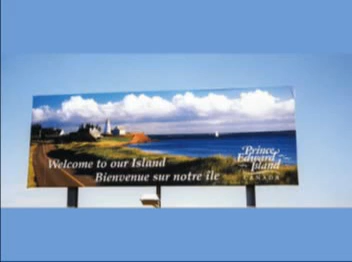 Welcome to our Island
Bienvenue sur notre île
Prince
Edward
Island
CANADA